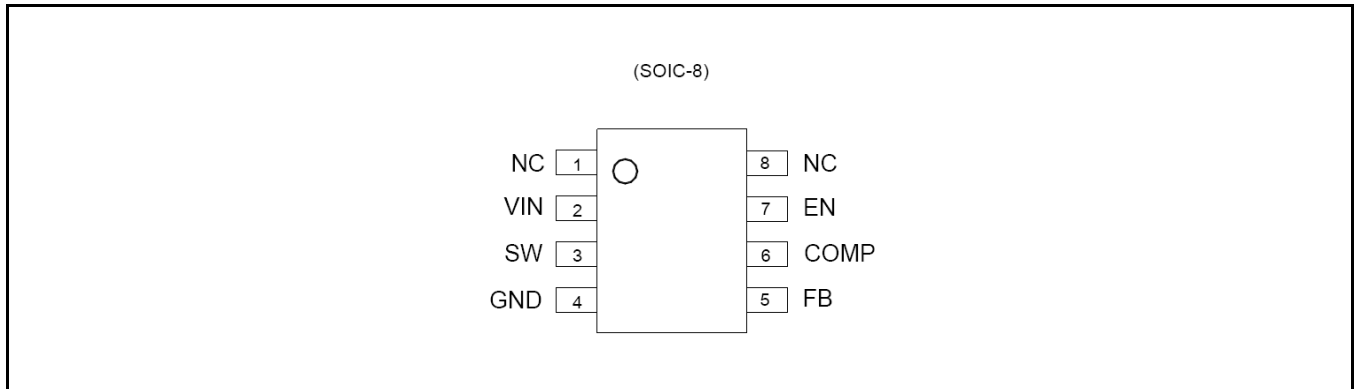 (SOIC-8)
NC 1 8 NC
VIN 2 7 EN
SW 3 6 COMP
GND 4 5 FB